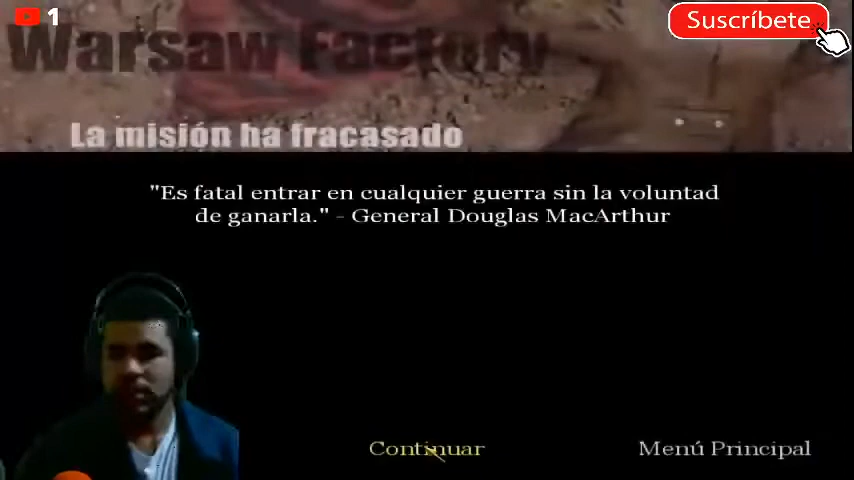 1
Suscríbete
Warsaw Factory
La misión ha fracasado
"Es fatal entrar en cualquier guerra sin la voluntad
de ganarla." - General Douglas MacArthur
Continuar
Menú Principal